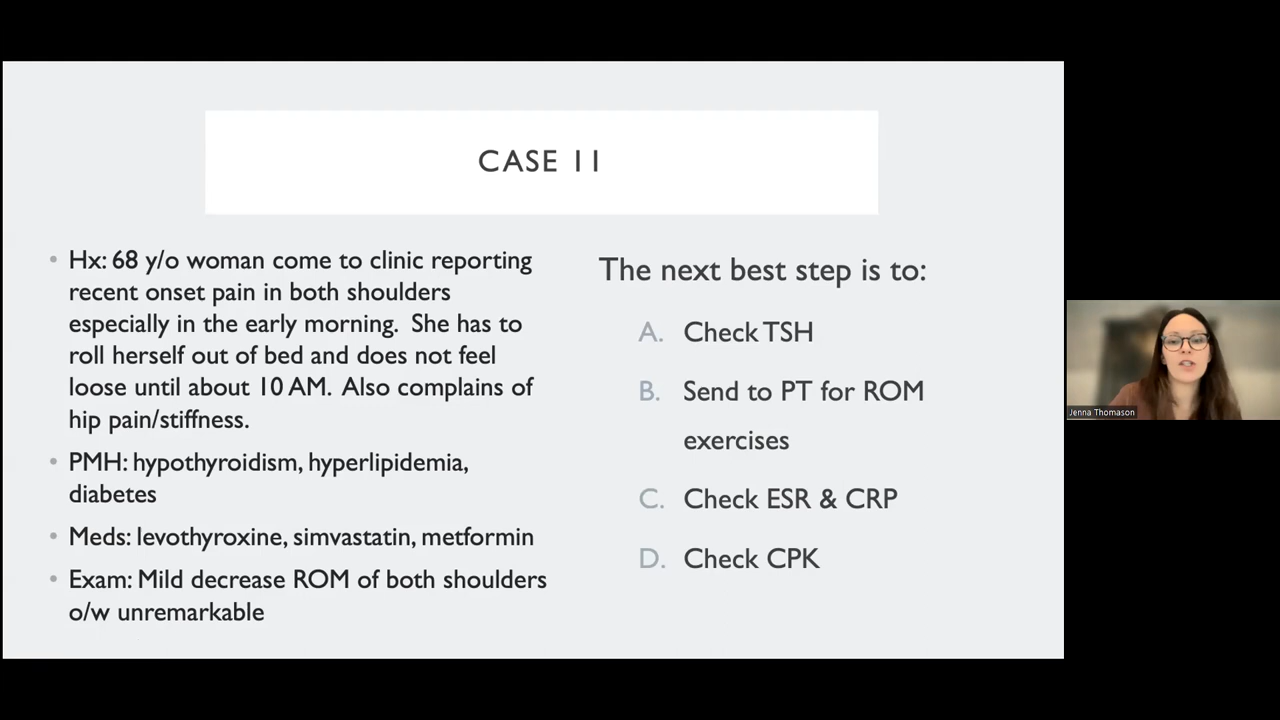 CASE 11
• Hx: 68 y/o woman come to clinic reporting
recent onset pain in both shoulders
especially in the early morning. She has to
roll herself out of bed and does not feel
loose until about 10 AM. Also complains of
hip pain/stiffness.
• PMH: hypothyroidism, hyperlipidemia,
diabetes
• Meds: levothyroxine, simvastatin, metformin
• Exam: Mild decrease ROM of both shoulders
o/w unremarkable
The next best step is to:
A. Check TSH
B. Send to PT for ROM
exercises
C. Check ESR & CRP
D. Check CPK
Jenna Thomason